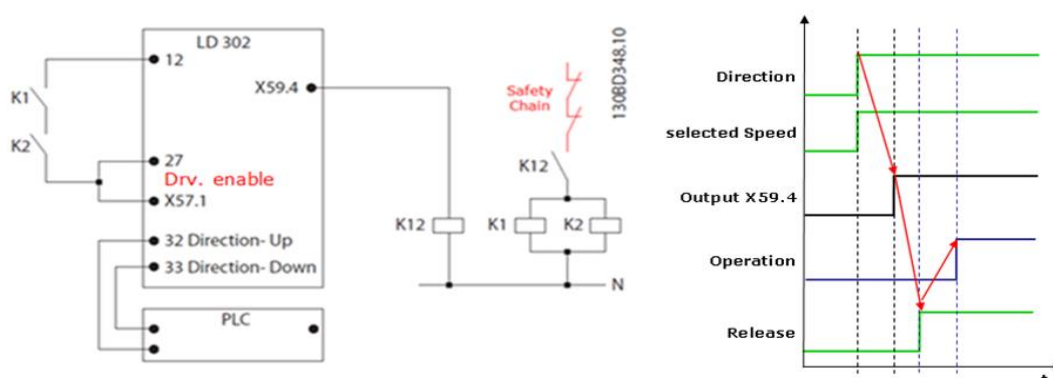 LD 302
12
X59.4
K1
K2
27
Drv. enable
X57.1
32 Direction- Up
33 Direction- Down
PLC
K12
Safety
Chain
K12
K1
K2
N
130BD348.10
Direction
selected Speed
Output X59.4
Operation
Release
t